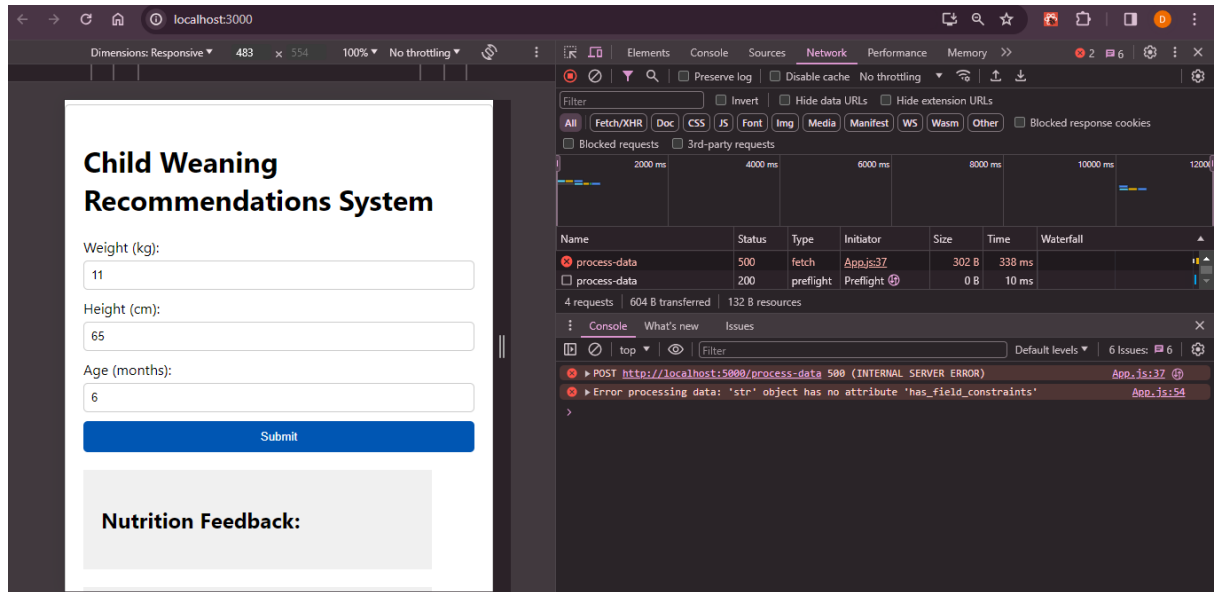 localhost:3000
D
Dimensions: Responsive 483 x 554 100% No throttling
Elements Console Sources Network Performance Memory 2 6
Preserve log Disable cache No throttling
Filter Invert Hide data URLs Hide extension URLs
All Fetch/XHR Doc CSS JS Font Img Media Manifest WS Wasm Other Blocked response cookies
Blocked requests 3rd-party requests
2000 ms 4000 ms 6000 ms 8000 ms 10000 ms 1200
Name Status Type Initiator Size Time Waterfall
process-data 500 fetch App.js:37 302 B 338 ms
process-data 200 preflight Preflight 0 B 10 ms
4 requests 604 B transferred 132 B resources
Console What's new Issues
top Filter Default levels 6 Issues: 6
POST http://localhost:5000/process-data 500 (INTERNAL SERVER ERROR) App.js:37
Error processing data: 'str' object has no attribute 'has_field_constraints' App.js:54
Child Weaning
Recommendations System
Weight (kg):
11
Height (cm):
65
Age (months):
6
Submit
Nutrition Feedback: